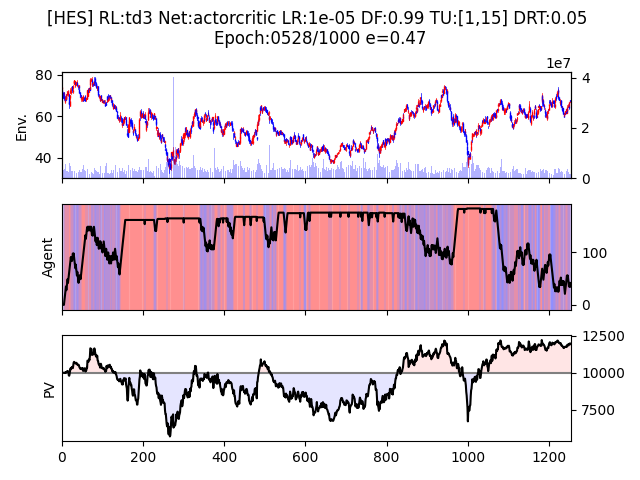 [HES] RL:td3 Net:actorcritic LR:1e-05 DF:0.99 TU:[1,15] DRT:0.05
Epoch:0528/1000 e=0.47
1e7
80
60
40
Env.
4
2
0
Agent
100
0
PV
12500
10000
7500
0 200 400 600 800 1000 1200